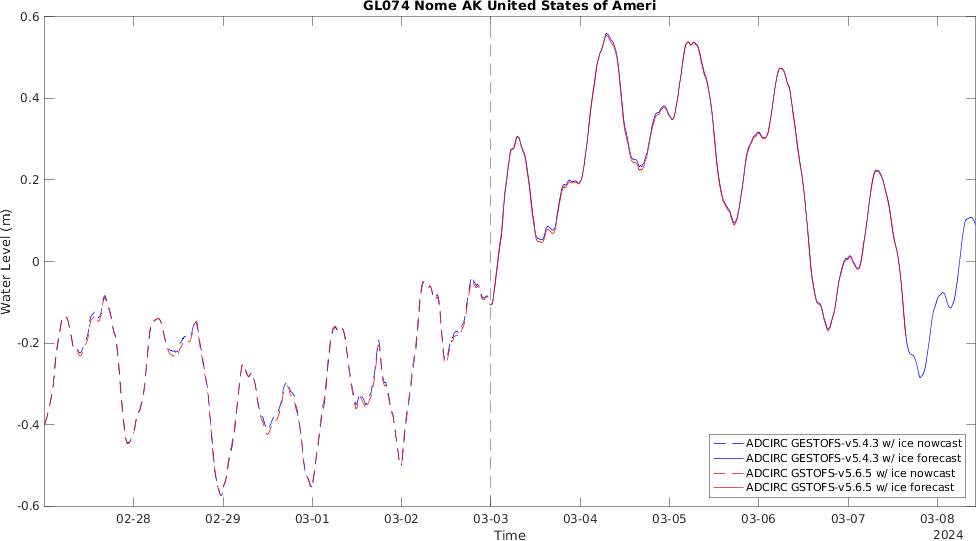 GL074 Nome AK United States of Ameri
0.6
0.4
0.2
0
-0.2
-0.4
-0.6
Water Level (m)
02-28
02-29
03-01
03-02
03-03
03-04
03-05
03-06
03-07
03-08
Time
2024
ADCIRC GESTOFS-v5.4.3 w/ ice nowcast
ADCIRC GESTOFS-v5.4.3 w/ ice forecast
ADCIRC GSTOFS-v5.6.5 w/ ice nowcast
ADCIRC GSTOFS-v5.6.5 w/ ice forecast